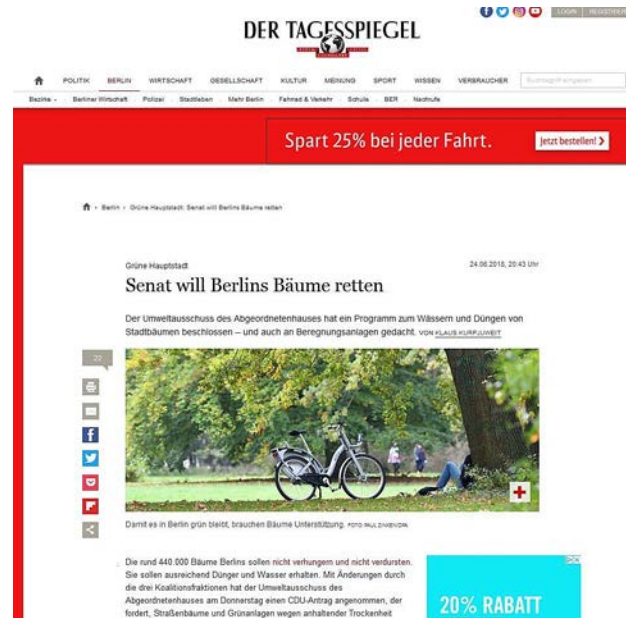 LOGIN REGISTRIEREN
DER TAGESSPIEGEL
POLITIK BERLIN WIRTSCHAFT GESELLSCHAFT KULTUR MEINUNG SPORT WISSEN VERBRAUCHER Suchbegriff eingeben
Bezirke Berliner Wirtschaft Polizei Stadtleben Mehr Berlin Fahrrad & Verkehr Schule BER Nachrufe
Spart 25% bei jeder Fahrt.
Jetzt bestellen!
Berlin Grüne Hauptstadt: Senat will Berlins Bäume retten
Grüne Hauptstadt
24.08.2018, 20:43 Uhr
Senat will Berlins Bäume retten
Der Umweltausschuss des Abgeordnetenhauses hat ein Programm zum Wässern und Düngen von
Stadtbäumen beschlossen – und auch an Beregnungsanlagen gedacht. VON KLAUS KURPJUWEIT
22
Damit es in Berlin grün bleibt, brauchen Bäume Unterstützung.
Die rund 440.000 Bäume Berlins sollen nicht verhungern und nicht verdursten.
Sie sollen ausreichend Dünger und Wasser erhalten. Mit Änderungen durch
die drei Koalitionsfraktionen hat der Umweltausschuss des
Abgeordnetenhauses am Donnerstag einen CDU-Antrag angenommen, der
fordert, Straßenbäume und Grünanlagen wegen anhaltender Trockenheit
20% RABATT